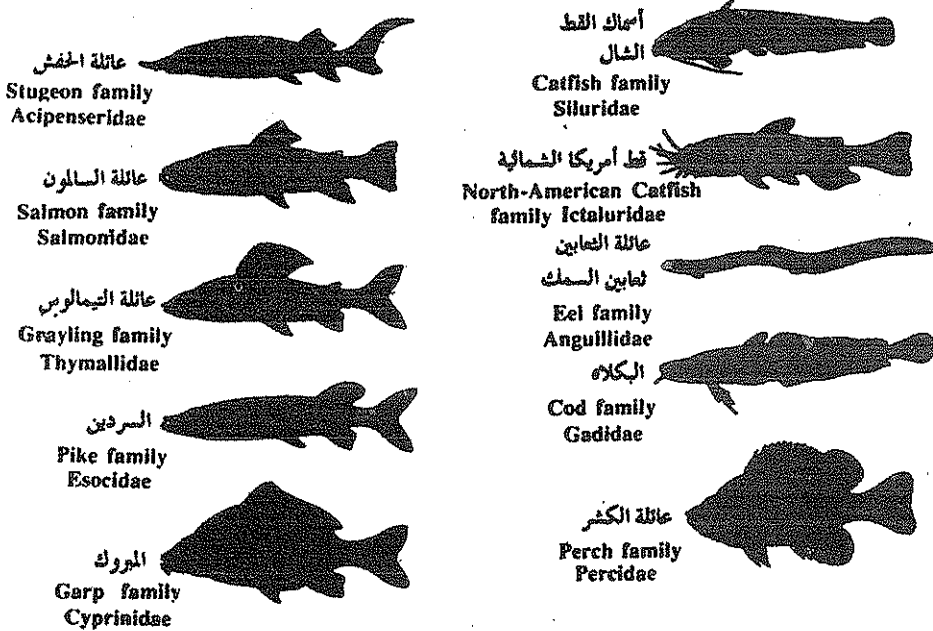 عائلة الحفش
Stugeon family
Acipenseridae
عائلة السالمون
Salmon family
Salmonidae
عائلة التيمالوس
Grayling family
Thymallidae
السردين
Pike family
Esocidae
المبروك
Garp family
Cyprinidae
أسماك القط
الشال
Catfish family
Siluridae
قط أمريكا الشمالية
North-American Catfish
family Ictaluridae
عائلة الثعابين
ثعابين السمك
Eel family
Anguillidae
البكلاه
Cod family
Gadidae
عائلة الكشر
Perch family
Percidae